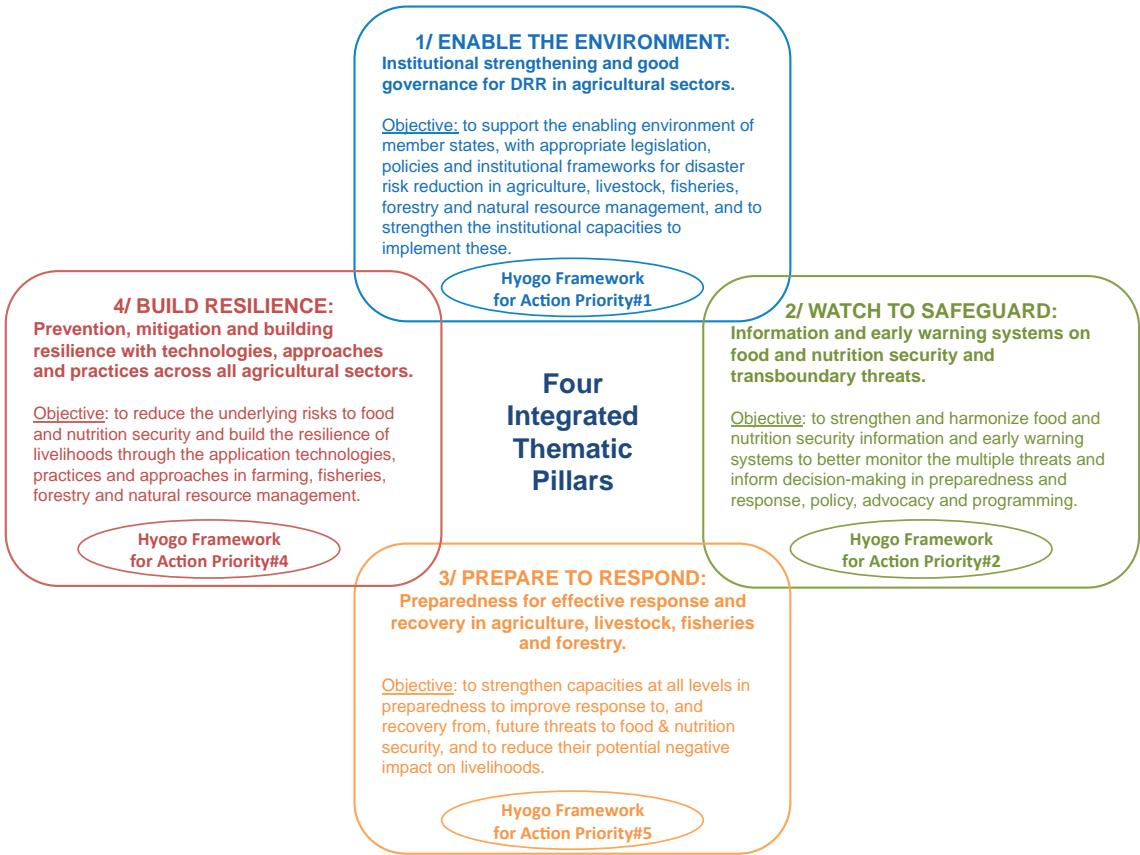 1/ ENABLE THE ENVIRONMENT:
Institutional strengthening and good
governance for DRR in agricultural sectors.
Objective: to support the enabling environment of
member states, with appropriate legislation,
policies and institutional frameworks for disaster
risk reduction in agriculture, livestock, fisheries,
forestry and natural resource management, and to
strengthen the institutional capacities to
implement these.
Hyogo Framework
for Action Priority#1
4/ BUILD RESILIENCE:
Prevention, mitigation and building
resilience with technologies, approaches
and practices across all agricultural sectors.
Objective: to reduce the underlying risks to food
and nutrition security and build the resilience of
livelihoods through the application technologies,
practices and approaches in farming, fisheries,
forestry and natural resource management.
Hyogo Framework
for Action Priority#4
Four
Integrated
Thematic
Pillars
2/ WATCH TO SAFEGUARD:
Information and early warning systems on
food and nutrition security and
transboundary threats.
Objective: to strengthen and harmonize food and
nutrition security information and early warning
systems to better monitor the multiple threats and
inform decision-making in preparedness and
response, policy, advocacy and programming.
Hyogo Framework
for Action Priority#2
3/ PREPARE TO RESPOND:
Preparedness for effective response and
recovery in agriculture, livestock, fisheries
and forestry.
Objective: to strengthen capacities at all levels in
preparedness to improve response to, and
recovery from, future threats to food & nutrition
security, and to reduce their potential negative
impact on livelihoods.
Hyogo Framework
for Action Priority#5